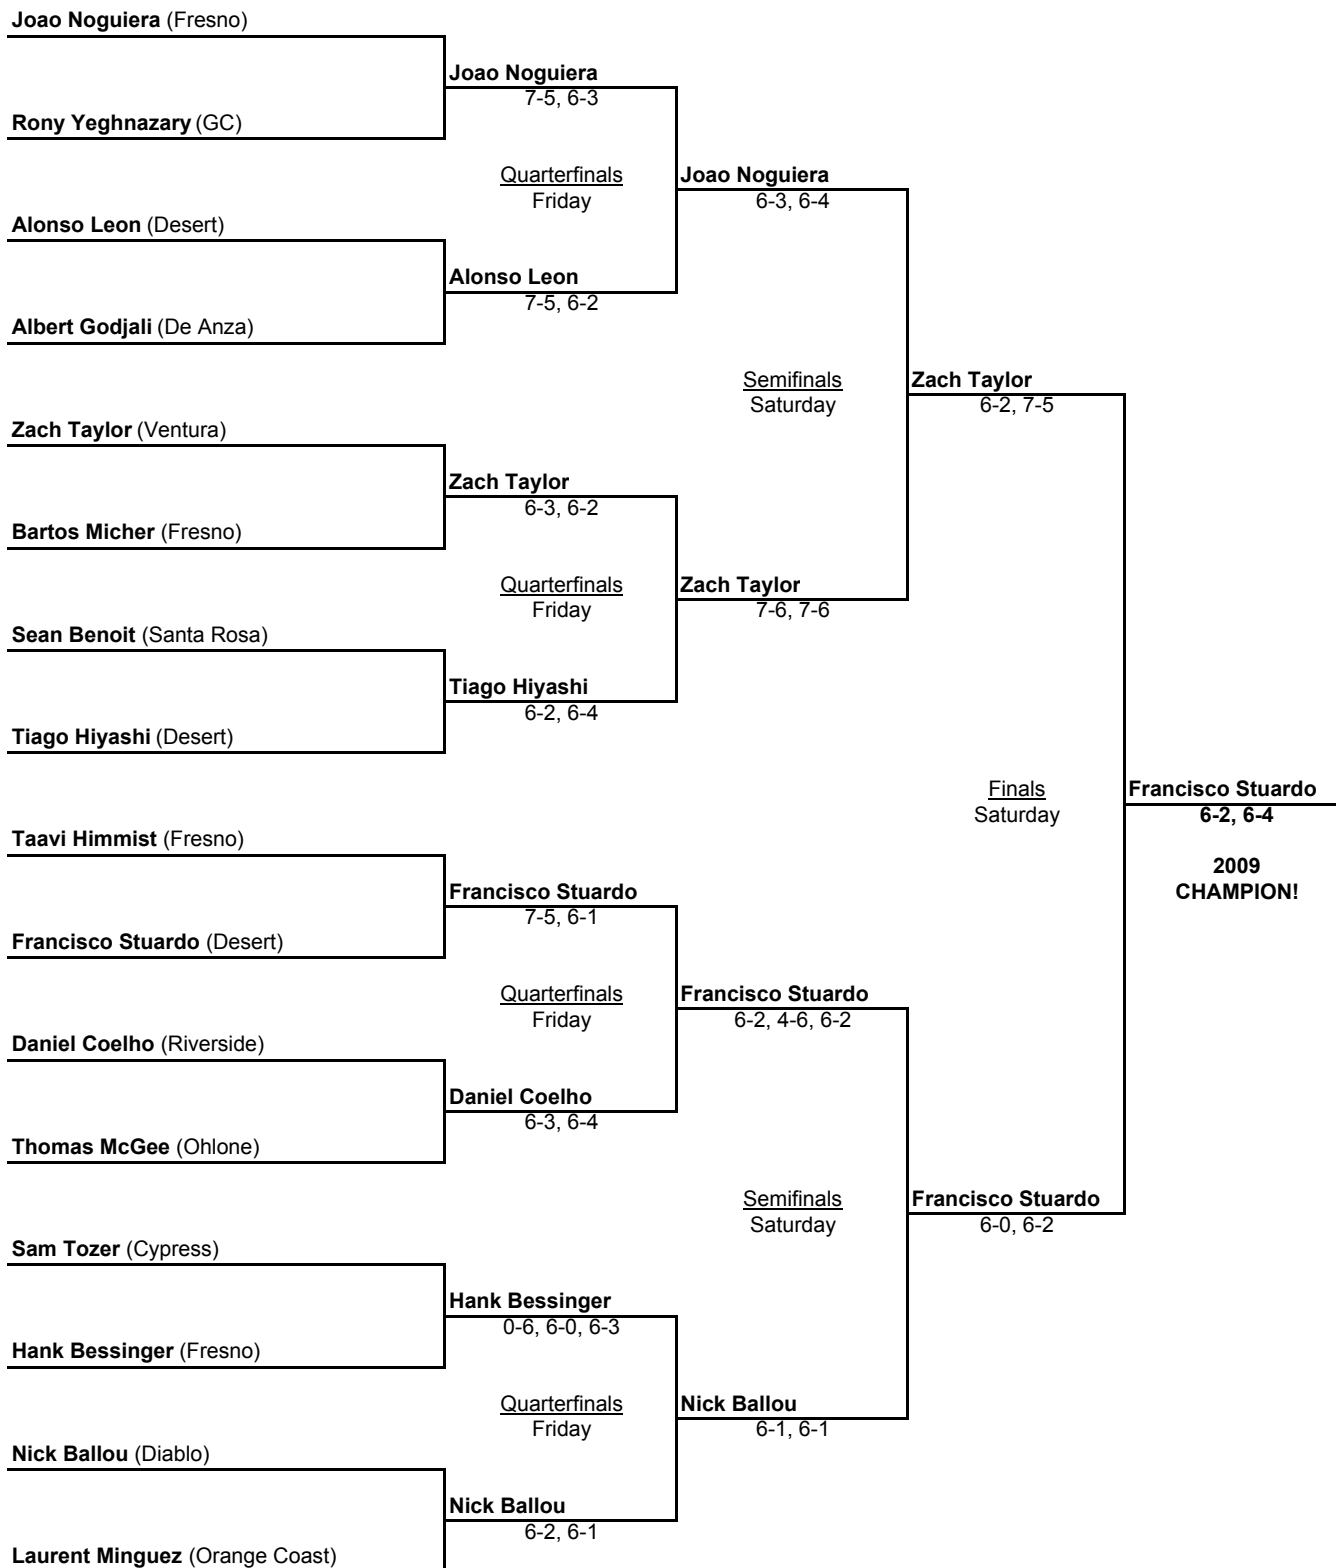 Joao Noguiera (Fresno)
Joao Noguiera
7-5, 6-3
Rony Yeghnazary (GC)
Quarterfinals
Friday
Joao Noguiera
6-3, 6-4
Alonso Leon (Desert)
Alonso Leon
7-5, 6-2
Albert Godjali (De Anza)
Semifinals
Saturday
Zach Taylor
6-2, 7-5
Zach Taylor (Ventura)
Zach Taylor
6-3, 6-2
Bartos Micher (Fresno)
Quarterfinals
Friday
Zach Taylor
7-6, 7-6
Sean Benoit (Santa Rosa)
Tiago Hiyashi
6-2, 6-4
Tiago Hiyashi (Desert)
Finals
Saturday
Francisco Stuardo
6-2, 6-4
2009
CHAMPION!
Taavi Himmist (Fresno)
Francisco Stuardo
7-5, 6-1
Francisco Stuardo (Desert)
Quarterfinals
Friday
Francisco Stuardo
6-2, 4-6, 6-2
Daniel Coelho (Riverside)
Daniel Coelho
6-3, 6-4
Thomas McGee (Ohlone)
Semifinals
Saturday
Francisco Stuardo
6-0, 6-2
Sam Tozer (Cypress)
Hank Bessinger
0-6, 6-0, 6-3
Hank Bessinger (Fresno)
Quarterfinals
Friday
Nick Ballou
6-1, 6-1
Nick Ballou (Diablo)
Nick Ballou
6-2, 6-1
Laurent Minguez (Orange Coast)